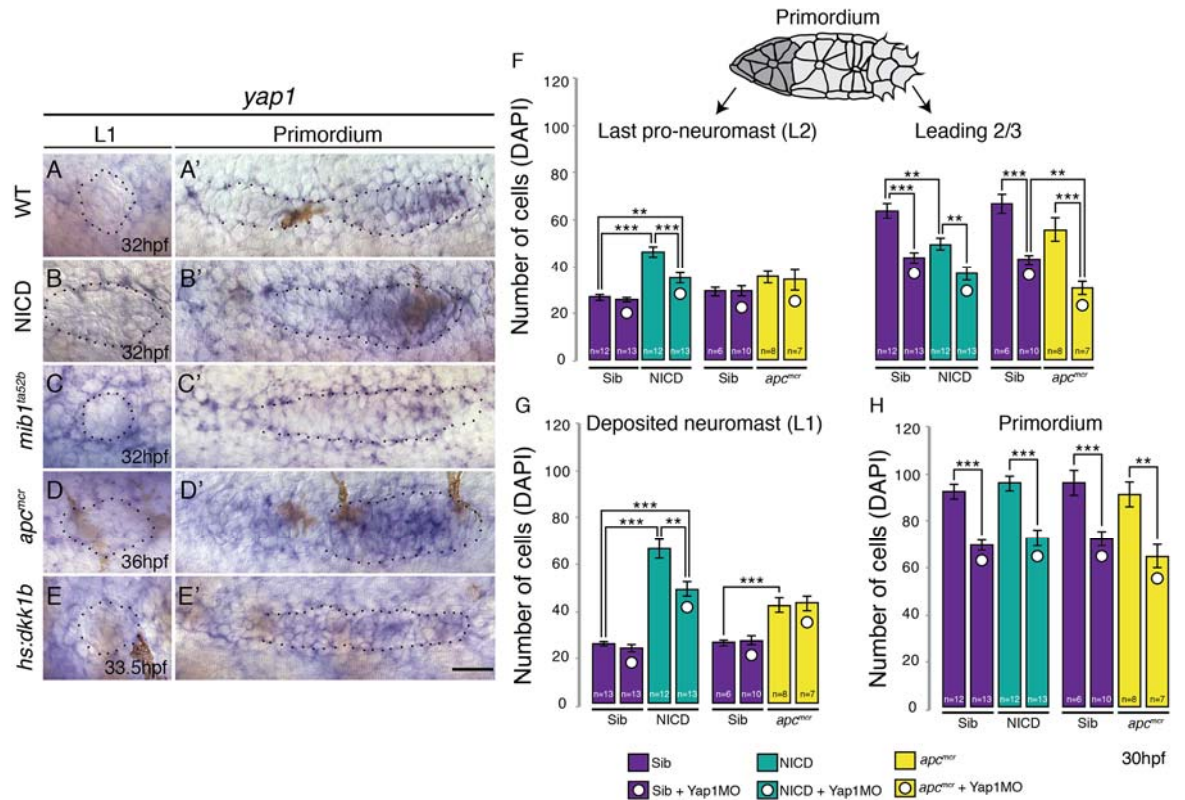 yap1
L1 Primordium
WT
A A'
32hpf
NICD
B B'
32hpf
mib1ta52b
C C'
32hpf
apcmcr
D D'
36hpf
hs:dkk1b
E E'
33.5hpf
Primordium
F
Last pro-neuromast (L2) Leading 2/3
Number of cells (DAPI)
120
100
80
60
40
20
0
** *** ***
** *** ** *** ** ***
n=12 n=13 n=12 n=13 n=6 n=10 n=8 n=7
n=12 n=13 n=12 n=13 n=6 n=10 n=8 n=7
Sib NICD Sib apcmcr
Sib NICD Sib apcmcr
G
Deposited neuromast (L1)
Number of cells (DAPI)
120
100
80
60
40
20
0
*** *** ** ***
n=13 n=13 n=12 n=13 n=6 n=10 n=8 n=7
Sib NICD Sib apcmcr
H
Primordium
Number of cells (DAPI)
120
100
80
60
40
20
0
*** *** *** **
n=12 n=13 n=12 n=13 n=6 n=10 n=8 n=7
Sib NICD Sib apcmcr
30hpf
Sib NICD apcmcr
Sib + Yap1MO NICD + Yap1MO apcmcr + Yap1MO